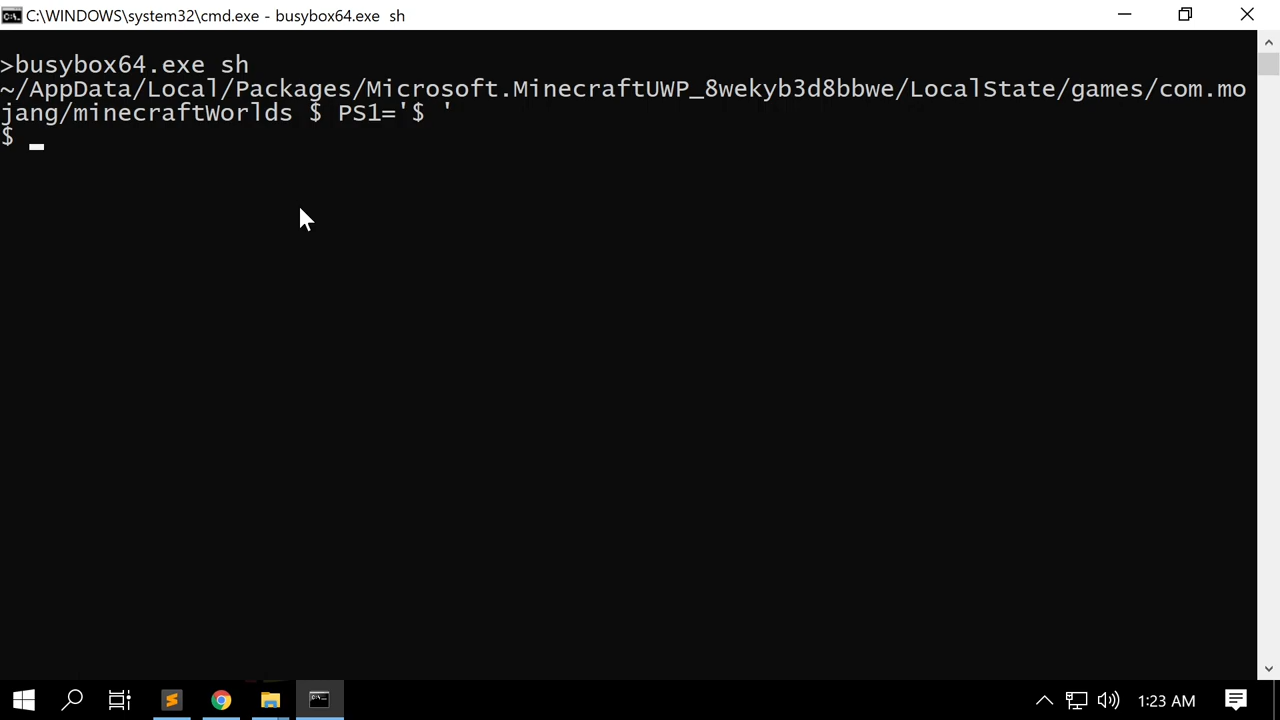 C:\WINDOWS\system32\cmd.exe - busybox64.exe  sh
>busybox64.exe sh
~/AppData/Local/Packages/Microsoft.MinecraftUWP_8wekyb3d8bbwe/LocalState/games/com.mo
jang/minecraftWorlds $ PS1='$ '
$
1:23 AM